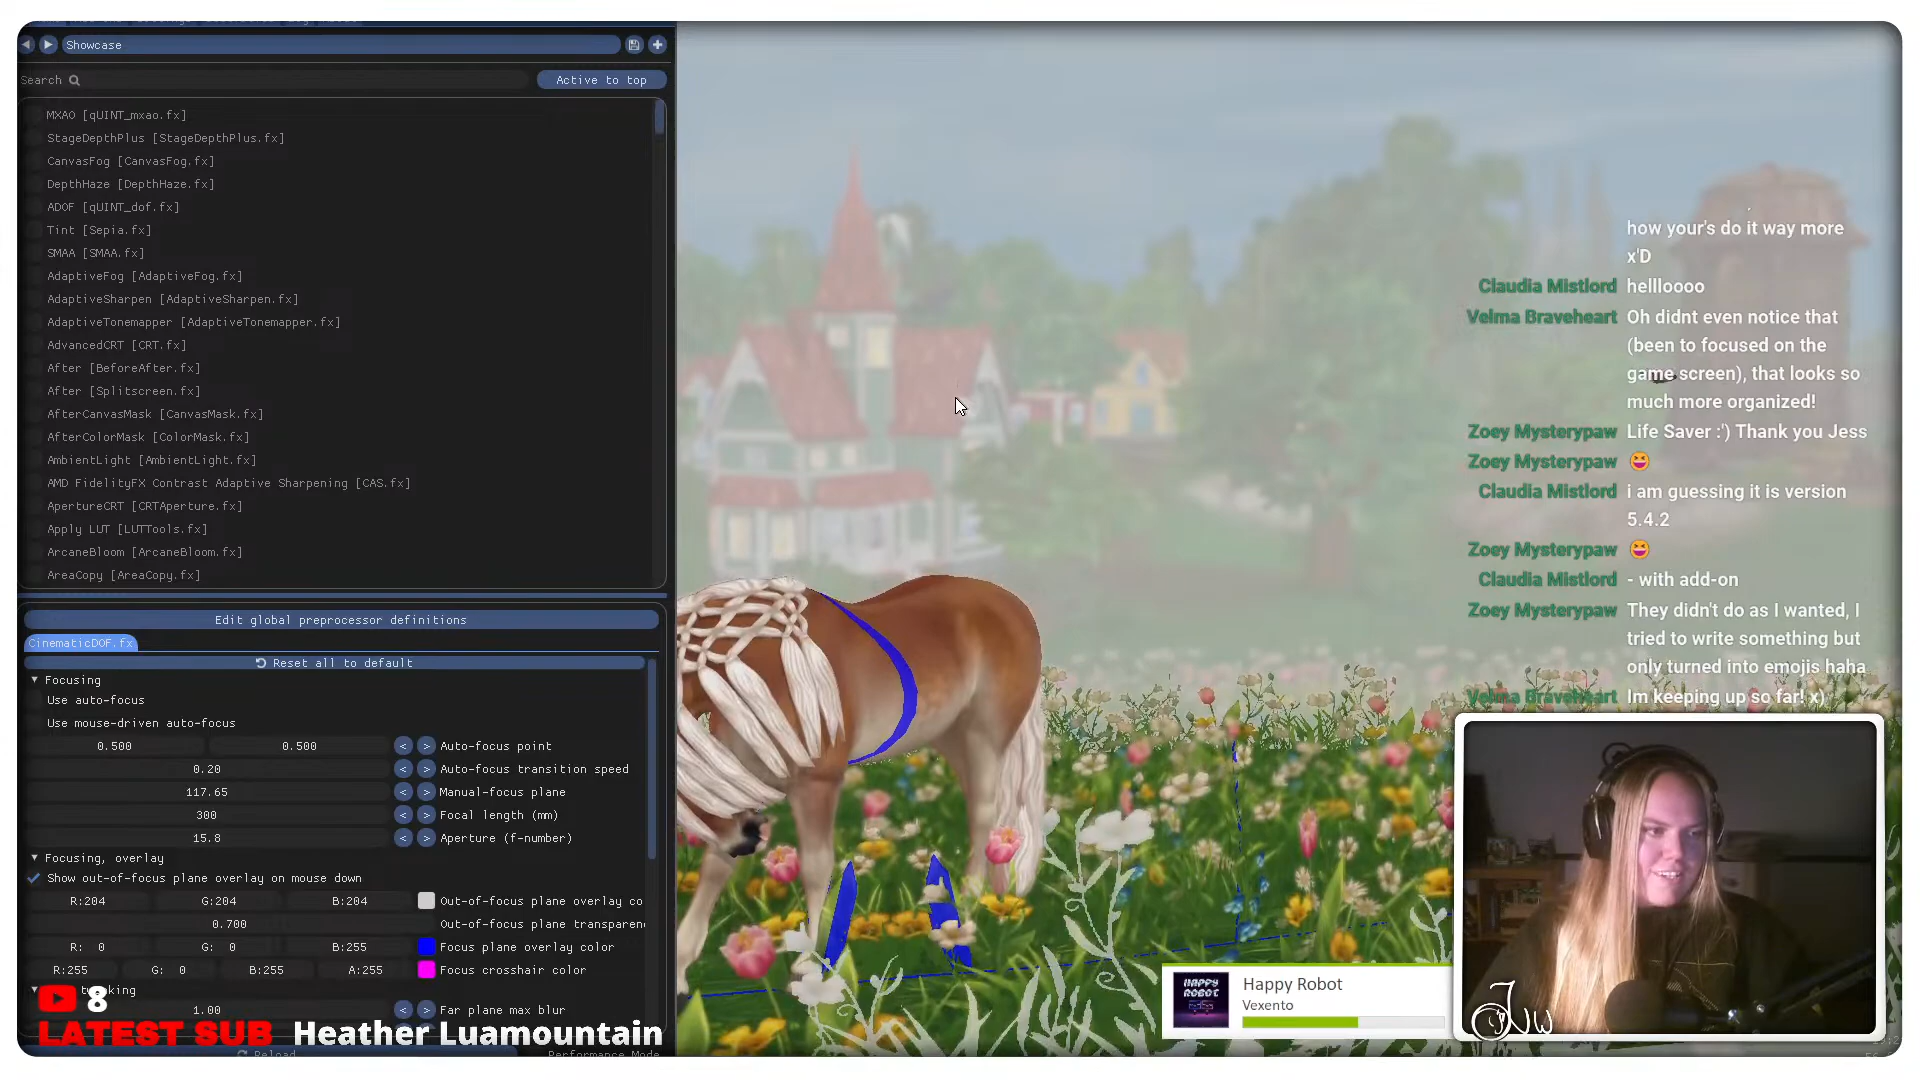 Showcase
Search
Active to top
MXAO [qUINT_mxao.fx]
StageDepthPlus [StageDepthPlus.fx]
CanvasFog [CanvasFog.fx]
DepthHaze [DepthHaze.fx]
ADOF [qUINT_dof.fx]
Tint [Sepia.fx]
SMAA [SMAA.fx]
AdaptiveFog [AdaptiveFog.fx]
AdaptiveSharpen [AdaptiveSharpen.fx]
AdaptiveTonemapper [AdaptiveTonemapper.fx]
AdvancedCRT [CRT.fx]
After [BeforeAfter.fx]
After [Splitscreen.fx]
AfterCanvasMask [CanvasMask.fx]
AfterColorMask [ColorMask.fx]
AmbientLight [AmbientLight.fx]
AMD FidelityFX Contrast Adaptive Sharpening [CAS.fx]
ApertureCRT [CRTAperture.fx]
Apply LUT [LUTTools.fx]
ArcaneBloom [ArcaneBloom.fx]
AreaCopy [AreaCopy.fx]
Edit global preprocessor definitions
CinematicDOF.fx
Reset all to default
Focusing
Use auto-focus
Use mouse-driven auto-focus
0.500 0.500 < > Auto-focus point
0.20 < > Auto-focus transition speed
117.65 < > Manual-focus plane
300 < > Focal length (mm)
15.8 < > Aperture (f-number)
Focusing, overlay
Show out-of-focus plane overlay on mouse down
R:204 G:204 B:204 Out-of-focus plane overlay co
0.700 Out-of-focus plane transparen
R: 0 G: 0 B:255 Focus plane overlay color
R:255 G: 0 B:255 A:255 Focus crosshair color
1.00 < > Far plane max blur
8
LATEST SUB Heather Luamountain
Reload Performance Mode
how your's do it way more
x'D
Claudia Mistlord hellloooo
Velma Braveheart Oh didnt even notice that
(been to focused on the
game screen), that looks so
much more organized!
Zoey Mysterypaw Life Saver :') Thank you Jess
Zoey Mysterypaw 😆
Claudia Mistlord i am guessing it is version
5.4.2
Zoey Mysterypaw 😆
Claudia Mistlord - with add-on
Zoey Mysterypaw They didn't do as I wanted, I
tried to write something but
only turned into emojis haha
Velma Braveheart Im keeping up so far! x)
HAPPY
ROBOT
Happy Robot
Vexento